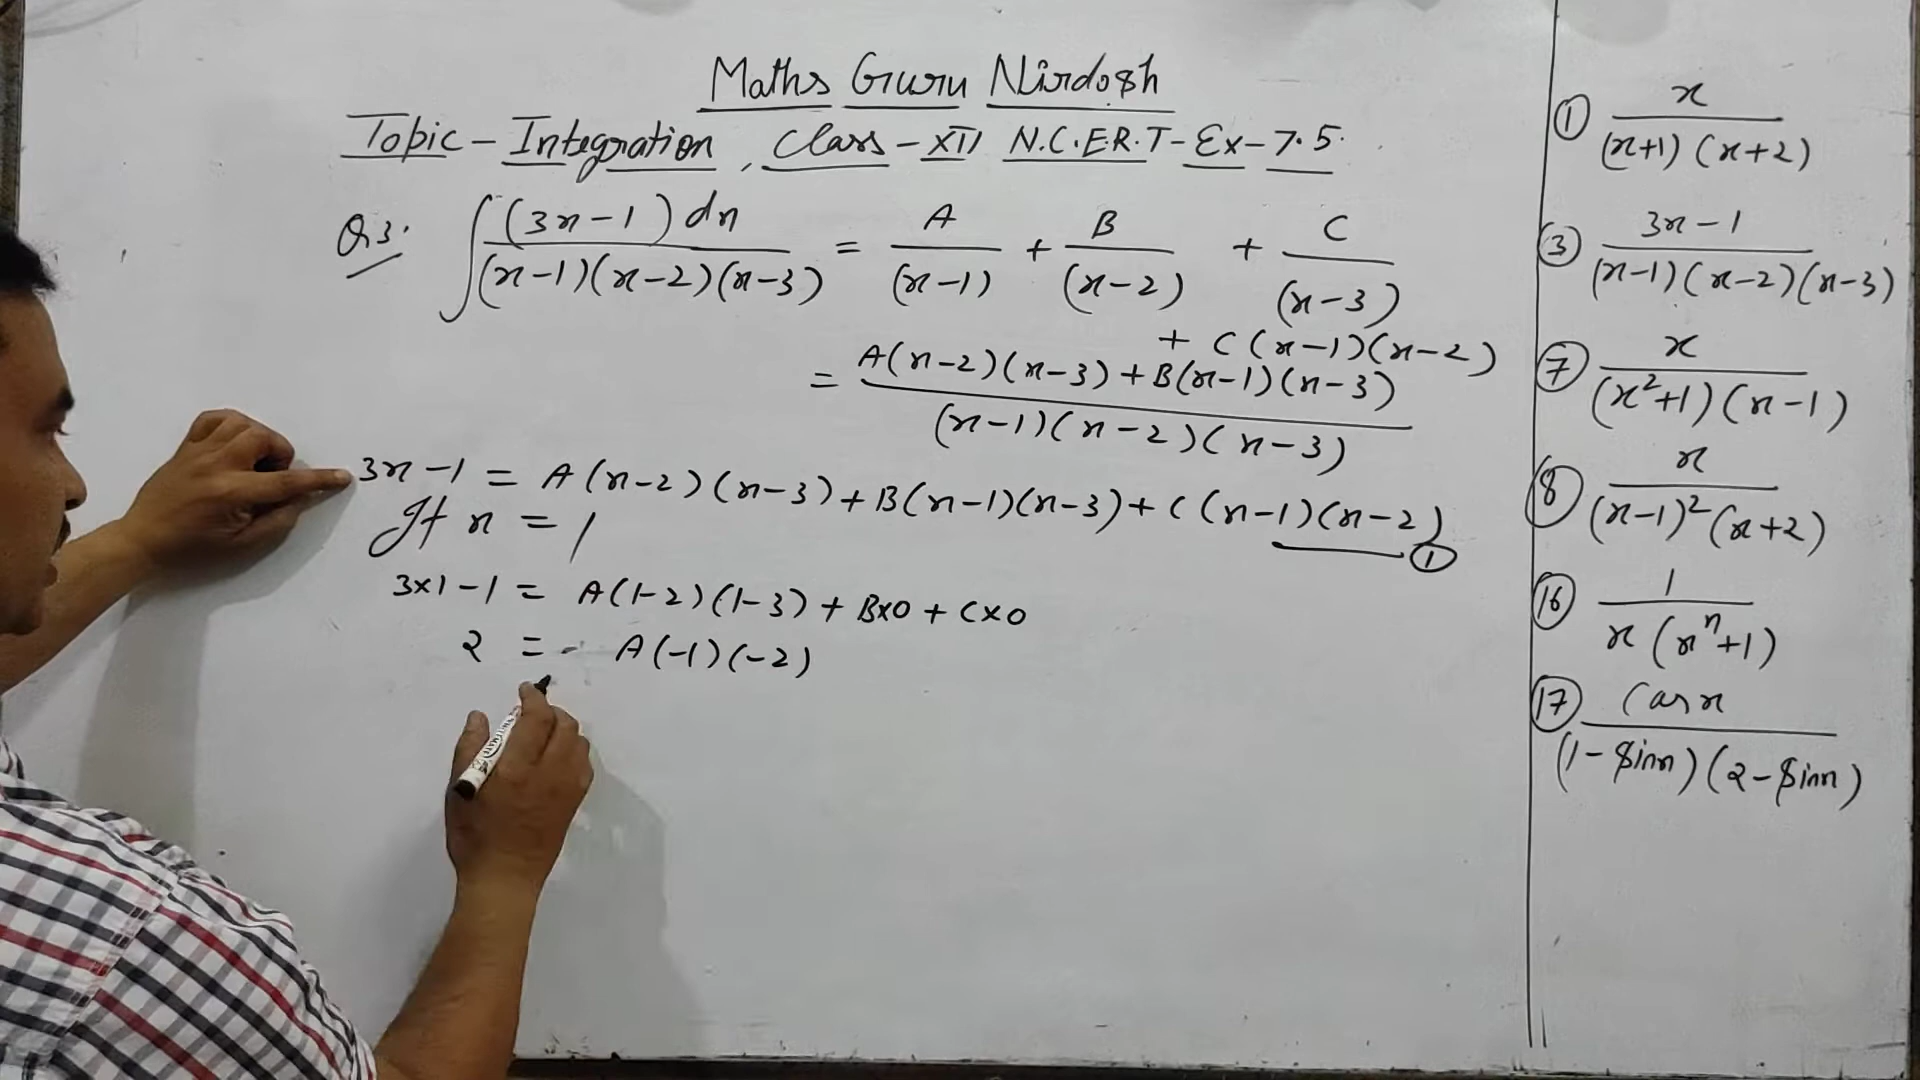 Maths Guru Nirdosh
Topic - Integration, Class - XII N.C.E.R.T - Ex - 7.5.
Q3. ∫ (3x-1) dx / (x-1)(x-2)(x-3) = A/(x-1) + B/(x-2) + C/(x-3)
= A(x-2)(x-3) + B(x-1)(x-3) + C(x-1)(x-2) / (x-1)(x-2)(x-3)
3x-1 = A(x-2)(x-3) + B(x-1)(x-3) + C(x-1)(x-2) ①
If x = 1
3×1-1 = A(1-2)(1-3) + B×0 + C×0
2 = A(-1)(-2)
① x / (x+1)(x+2)
③ 3x-1 / (x-1)(x-2)(x-3)
⑦ x / (x²+1)(x-1)
⑧ x / (x-1)²(x+2)
⑯ 1 / x(xⁿ+1)
⑰ Cosx / (1-Sinx)(2-Sinx)